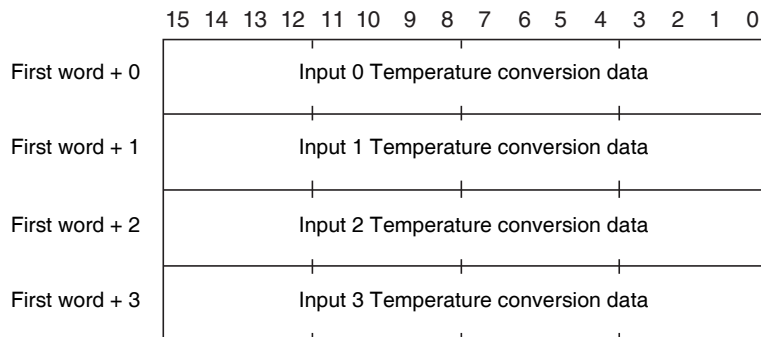 15 14 13 12 11 10 9 8 7 6 5 4 3 2 1 0
First word + 0 Input 0 Temperature conversion data
First word + 1 Input 1 Temperature conversion data
First word + 2 Input 2 Temperature conversion data
First word + 3 Input 3 Temperature conversion data